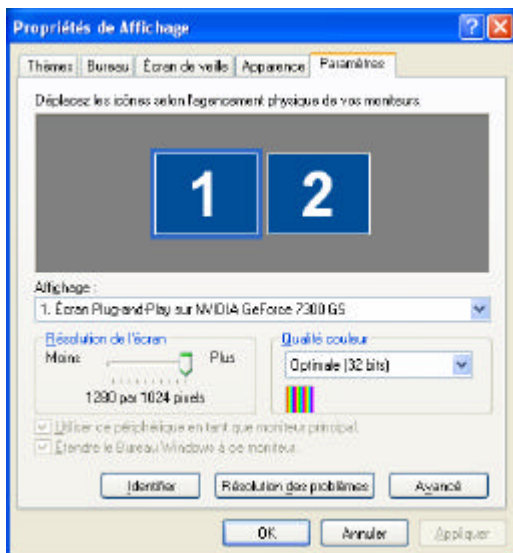 Propriétés de Affichage
Thèmes Bureau Écran de veille Apparence Paramètres
Déplacez les icônes selon l'agencement physique de vos moniteurs.
1 2
Affichage :
1. Écran Plug-and-Play sur NVIDIA GeForce 7300 GS
Résolution de l'écran
Moins Plus
1280 par 1024 pixels
Qualité couleur
Optimale (32 bits)
Utiliser ce périphérique en tant que moniteur principal.
Étendre le Bureau Windows à ce moniteur.
Identifier Résolution des problèmes Avancé
OK Annuler Appliquer